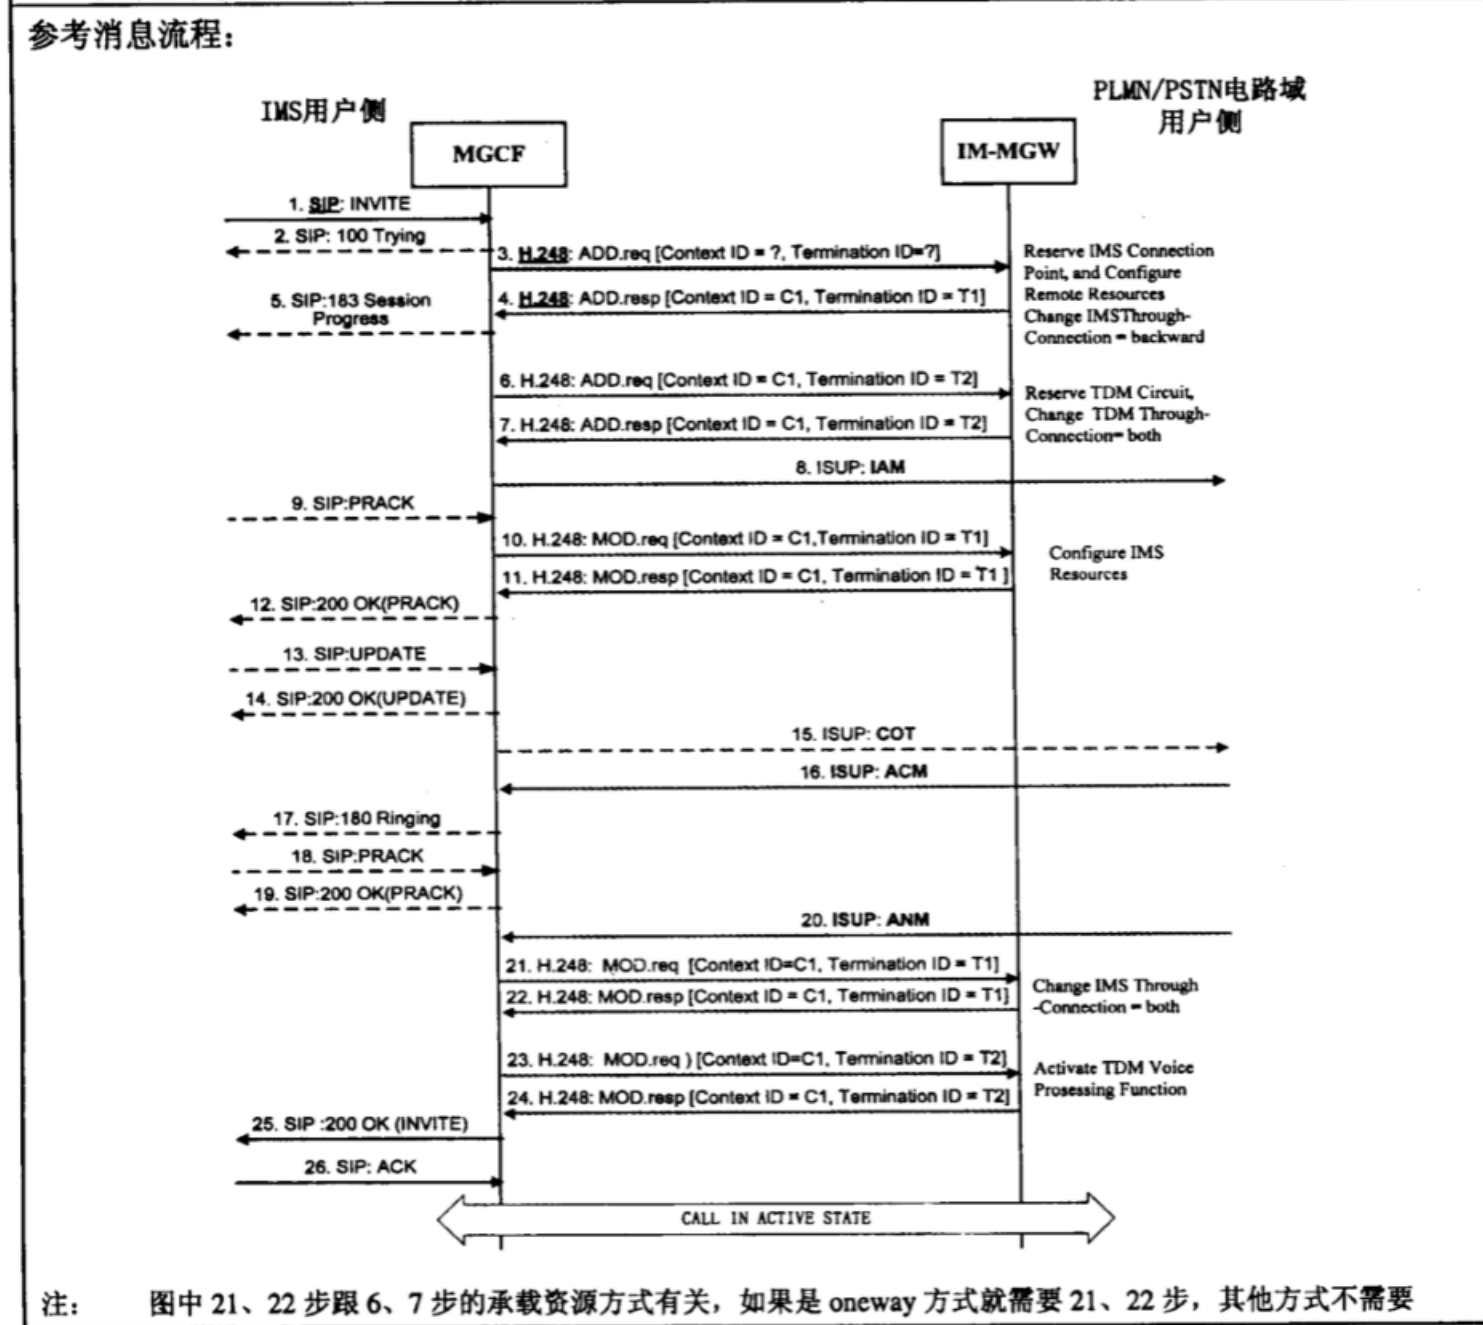 参考消息流程：
IMS用户侧
PLMN/PSTN电路域
用户侧
MGCF
IM-MGW
1. SIP: INVITE
2. SIP: 100 Trying
3. H.248: ADD.req [Context ID = ?, Termination ID=?]
Reserve IMS Connection
Point, and Configure
Remote Resources
Change IMSThrough-
Connection = backward
4. H.248: ADD.resp [Context ID = C1, Termination ID = T1]
5. SIP:183 Session
Progress
6. H.248: ADD.req [Context ID = C1, Termination ID = T2]
Reserve TDM Circuit,
Change TDM Through-
Connection= both
7. H.248: ADD.resp [Context ID = C1, Termination ID = T2]
8. ISUP: IAM
9. SIP:PRACK
10. H.248: MOD.req [Context ID = C1,Termination ID = T1]
Configure IMS
Resources
11. H.248: MOD.resp [Context ID = C1, Termination ID = T1 ]
12. SIP:200 OK(PRACK)
13. SIP:UPDATE
14. SIP:200 OK(UPDATE)
15. ISUP: COT
16. ISUP: ACM
17. SIP:180 Ringing
18. SIP:PRACK
19. SIP:200 OK(PRACK)
20. ISUP: ANM
21. H.248: MOD.req [Context ID=C1, Termination ID = T1]
22. H.248: MOD.resp [Context ID = C1, Termination ID = T1]
Change IMS Through
-Connection = both
23. H.248: MOD.req ) [Context ID=C1, Termination ID = T2]
24. H.248: MOD.resp [Context ID = C1, Termination ID = T2]
Activate TDM Voice
Prosessing Function
25. SIP :200 OK (INVITE)
26. SIP: ACK
CALL IN ACTIVE STATE
注： 图中 21、22 步跟 6、7 步的承载资源方式有关，如果是 oneway 方式就需要 21、22 步，其他方式不需要